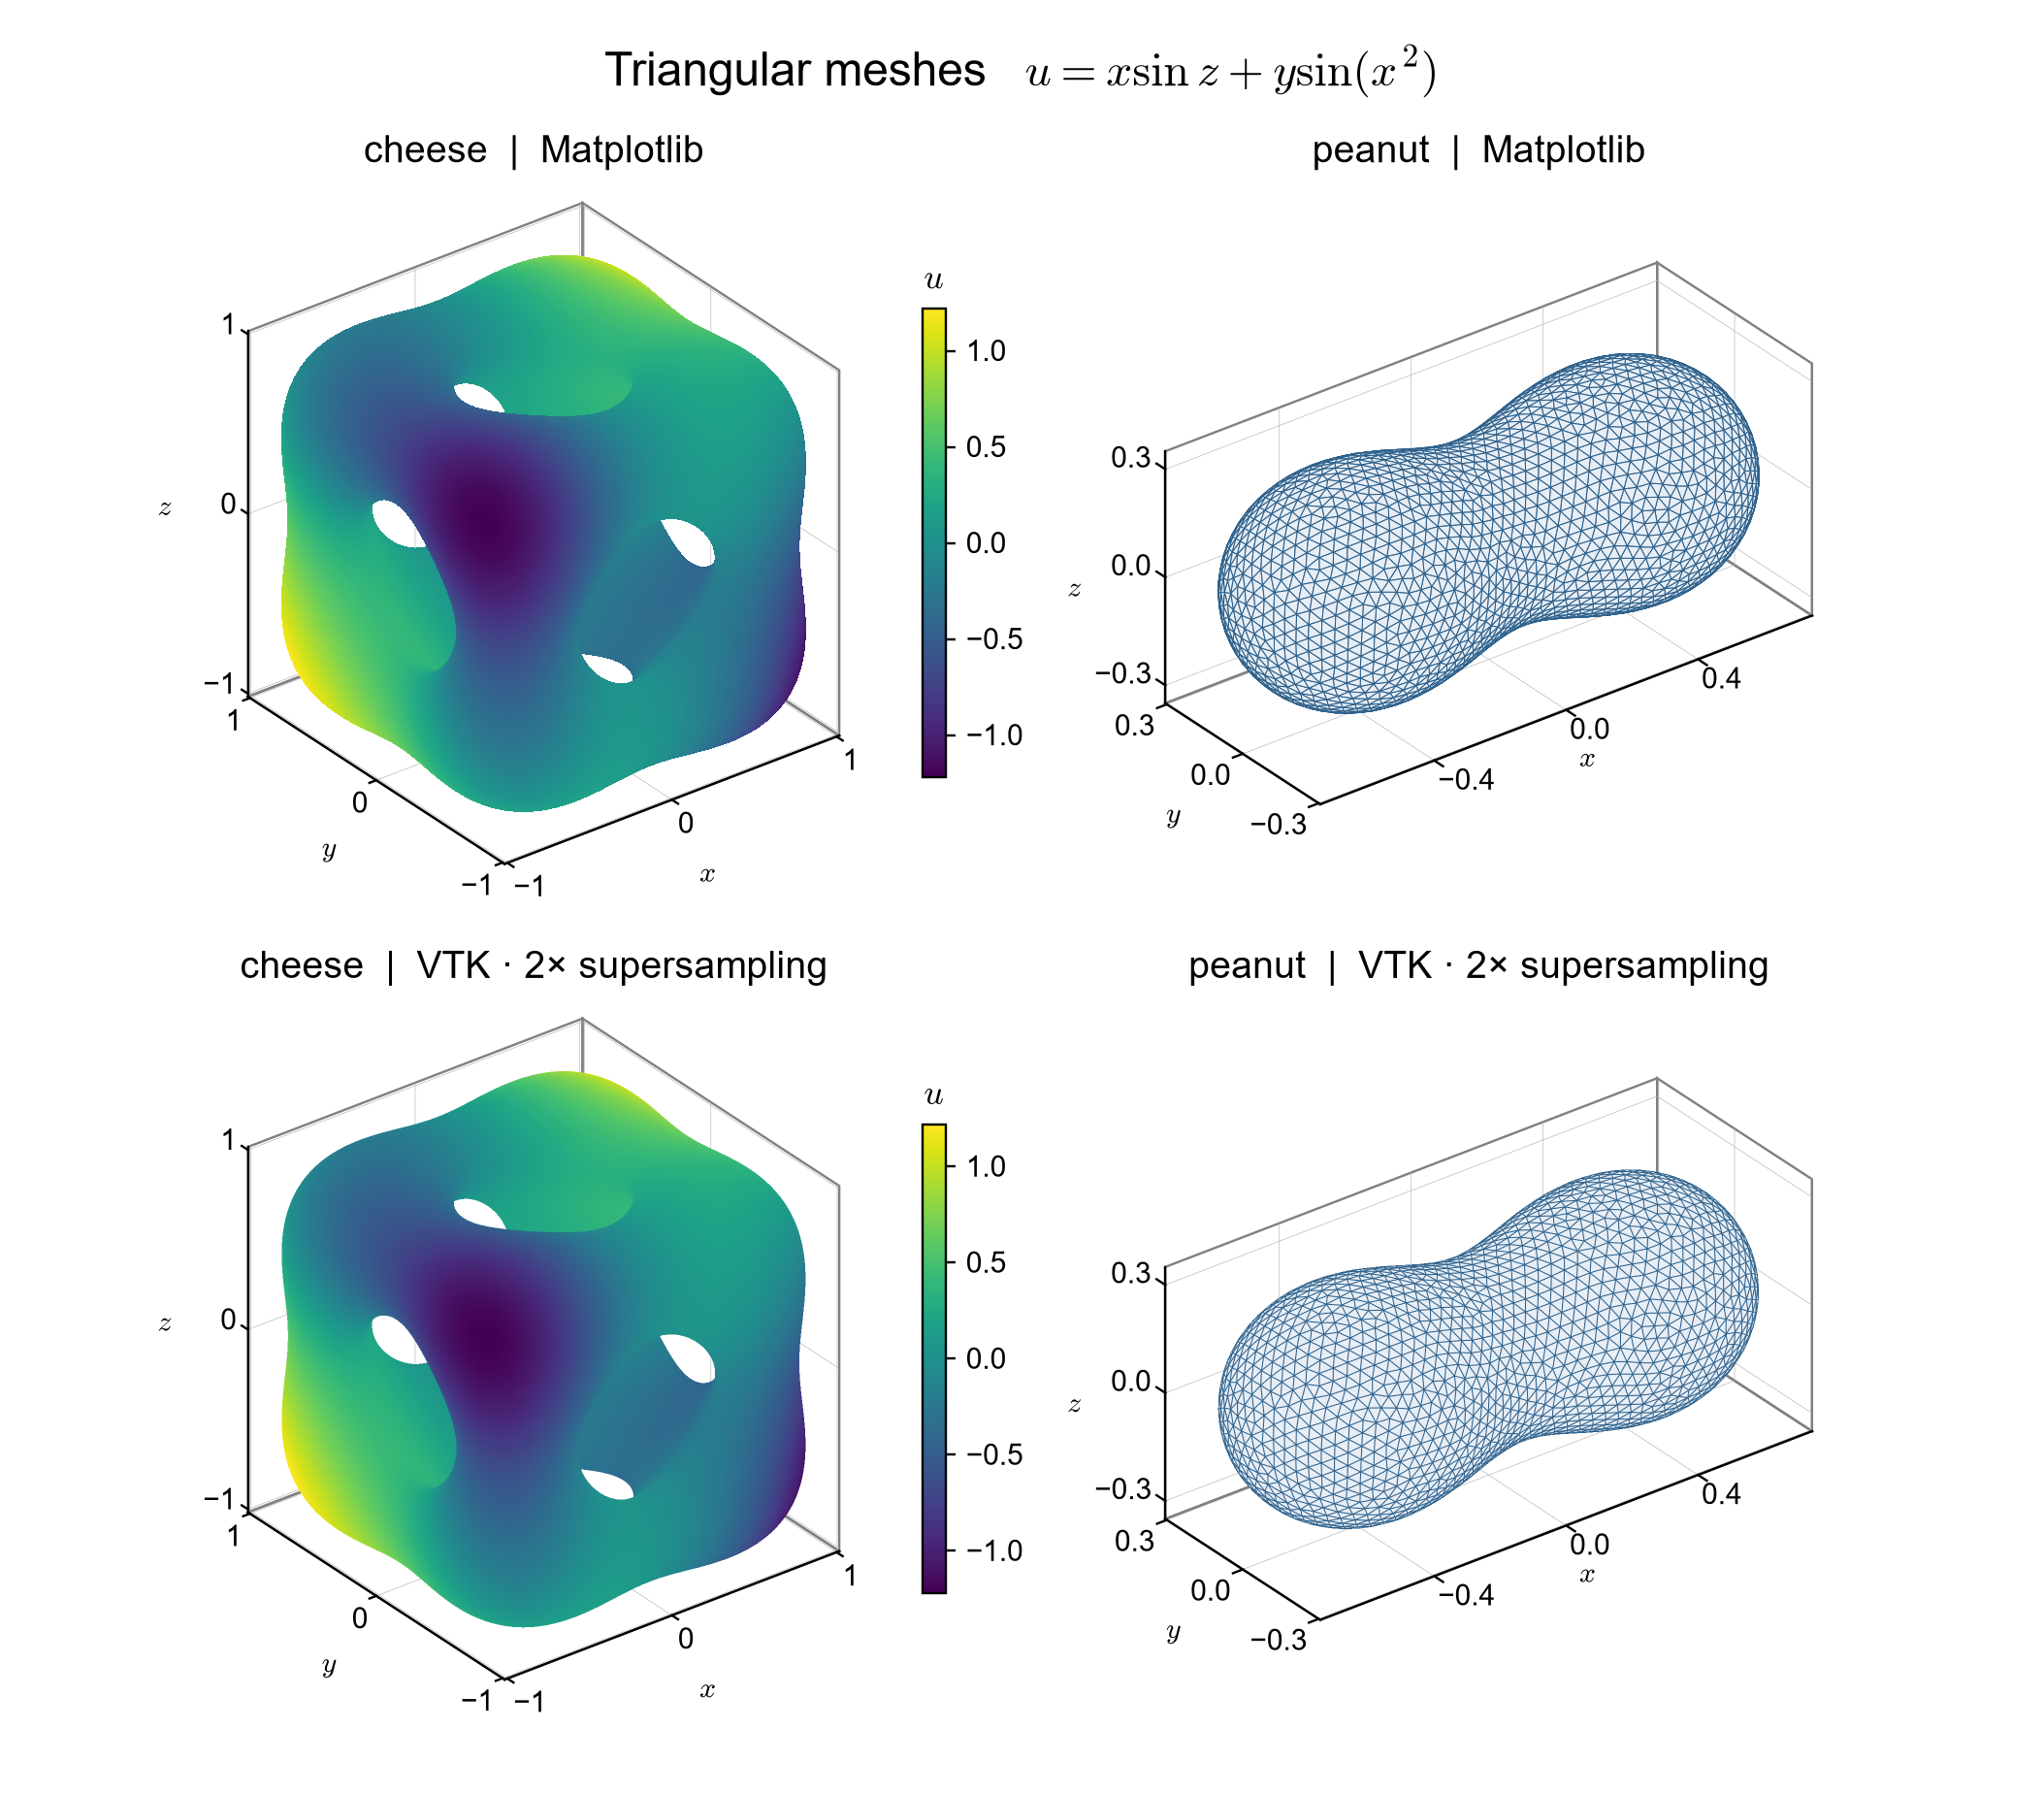 Triangular meshes u = x sin z + y sin(x²)
cheese | Matplotlib
peanut | Matplotlib
u
1.0
0.5
0.0
−0.5
−1.0
z
1
0
−1
1
0
−1
y
−1
0
1
x
z
0.3
0.0
−0.3
0.3
0.0
−0.3
y
−0.4
0.0
0.4
x
cheese | VTK · 2× supersampling
peanut | VTK · 2× supersampling
u
1.0
0.5
0.0
−0.5
−1.0
z
1
0
−1
1
0
−1
y
−1
0
1
x
z
0.3
0.0
−0.3
0.3
0.0
−0.3
y
−0.4
0.0
0.4
x